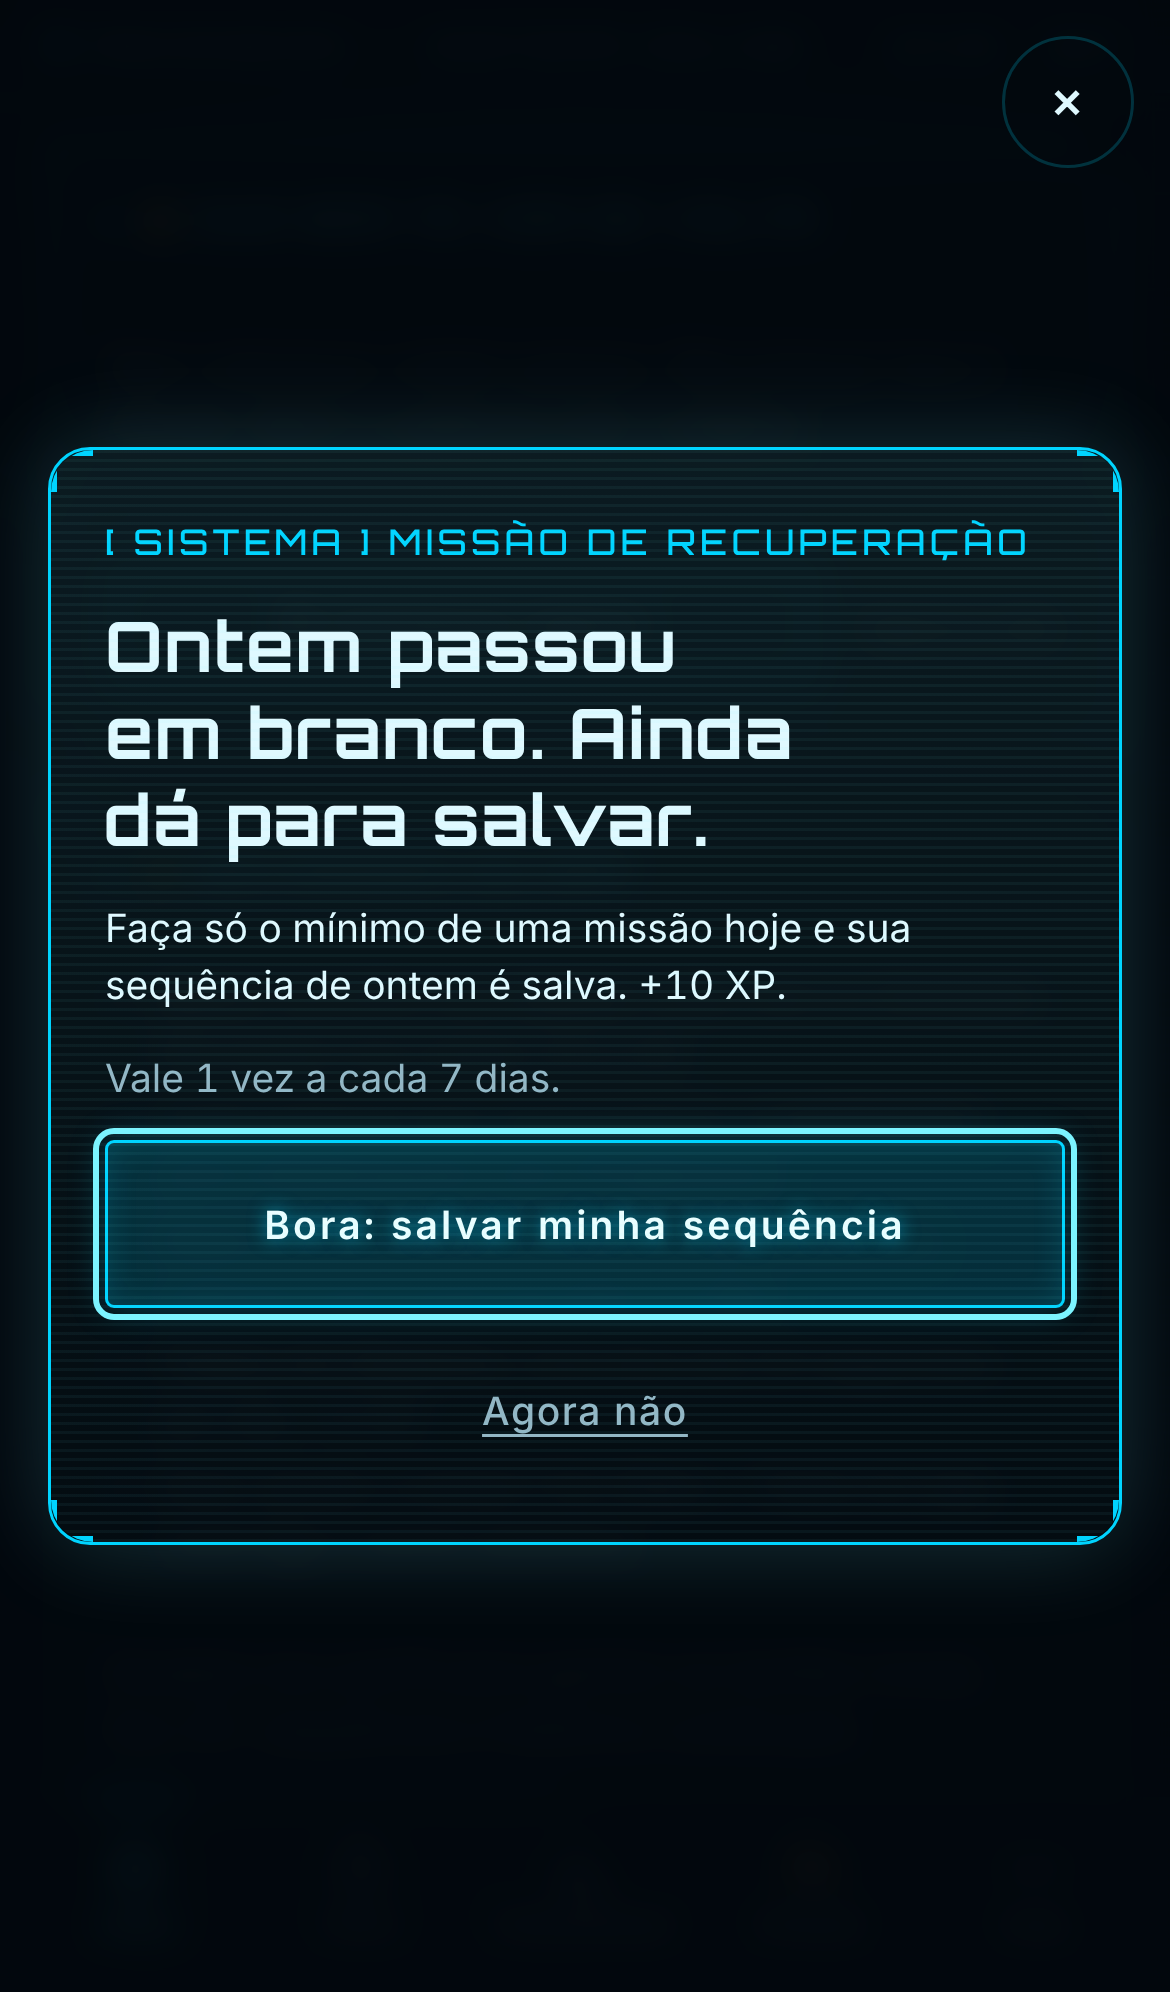 ×
[ SISTEMA ] MISSÃO DE RECUPERAÇÃO
Ontem passou
em branco. Ainda
dá para salvar.
Faça só o mínimo de uma missão hoje e sua
sequência de ontem é salva. +10 XP.
Vale 1 vez a cada 7 dias.
Bora: salvar minha sequência
Agora não